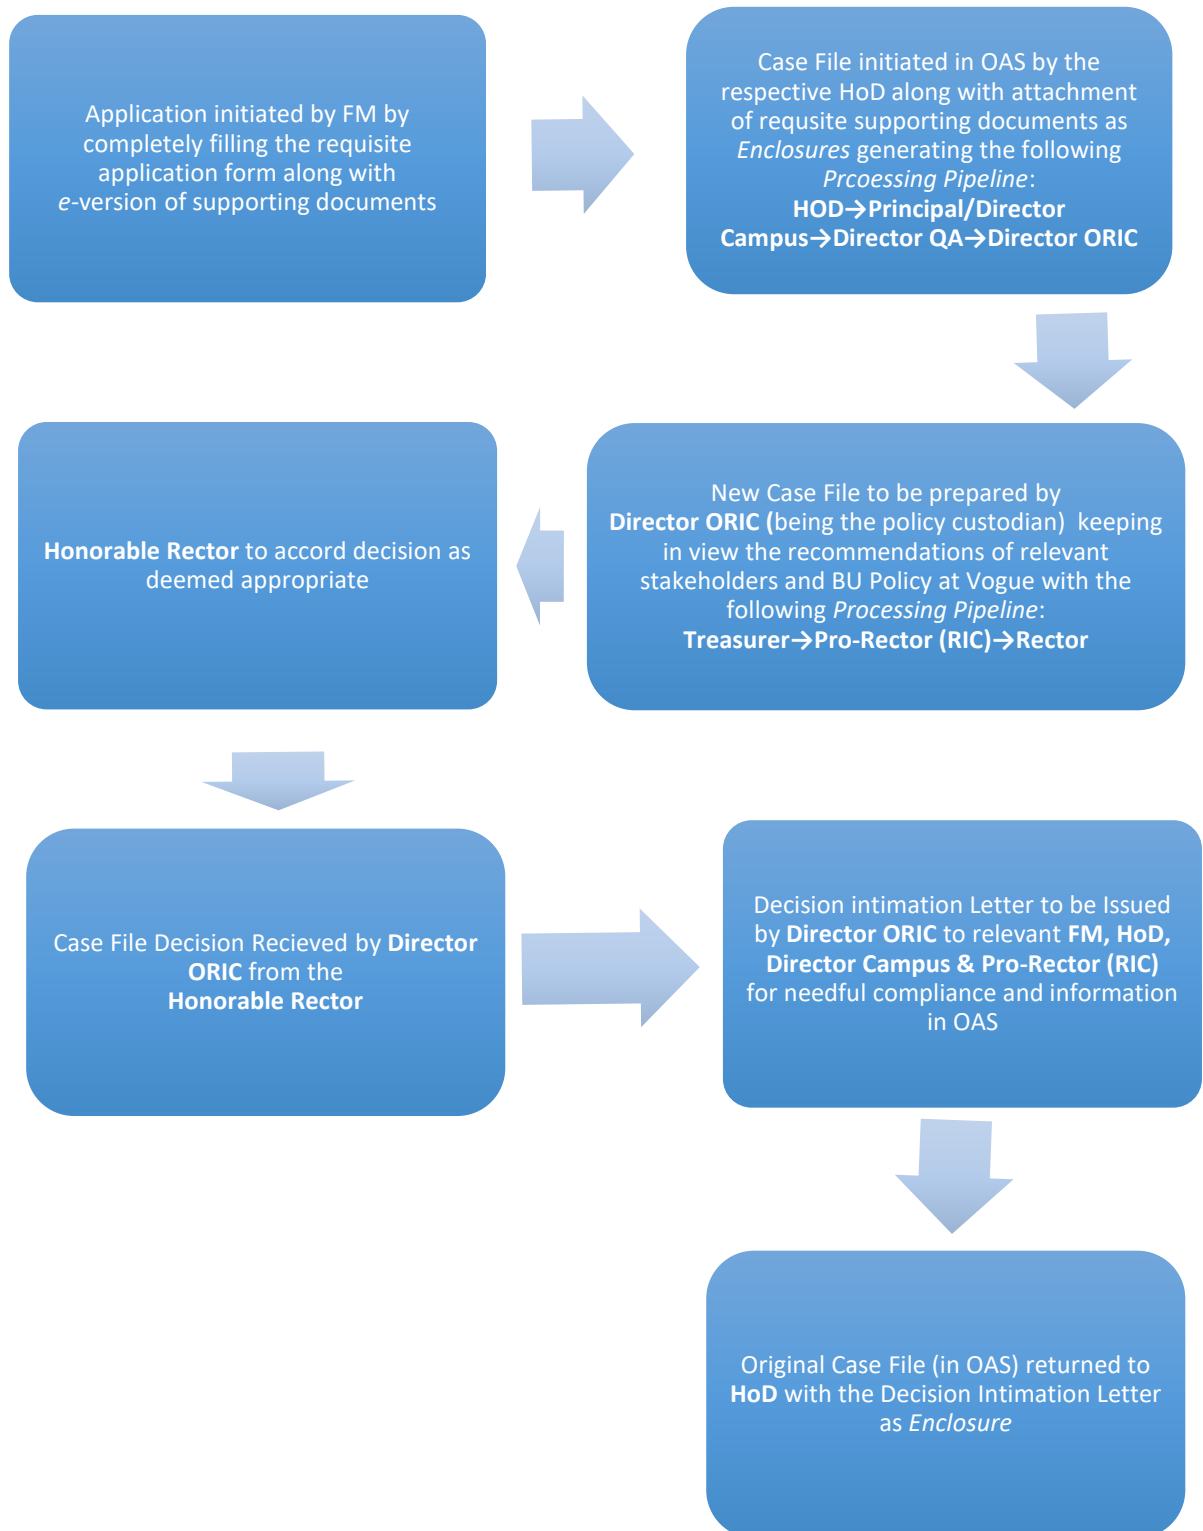 Application initiated by FM by
completely filling the requisite
application form along with
e-version of supporting documents
Case File initiated in OAS by the
respective HoD along with attachment
of requsite supporting documents as
Enclosures generating the following
Prcoessing Pipeline:
HOD→Principal/Director
Campus→Director QA→Director ORIC
New Case File to be prepared by
Director ORIC (being the policy custodian) keeping
in view the recommendations of relevant
stakeholders and BU Policy at Vogue with the
following Processing Pipeline:
Treasurer→Pro-Rector (RIC)→Rector
Honorable Rector to accord decision as
deemed appropriate
Case File Decision Recieved by Director
ORIC from the
Honorable Rector
Decision intimation Letter to be Issued
by Director ORIC to relevant FM, HoD,
Director Campus & Pro-Rector (RIC)
for needful compliance and information
in OAS
Original Case File (in OAS) returned to
HoD with the Decision Intimation Letter
as Enclosure